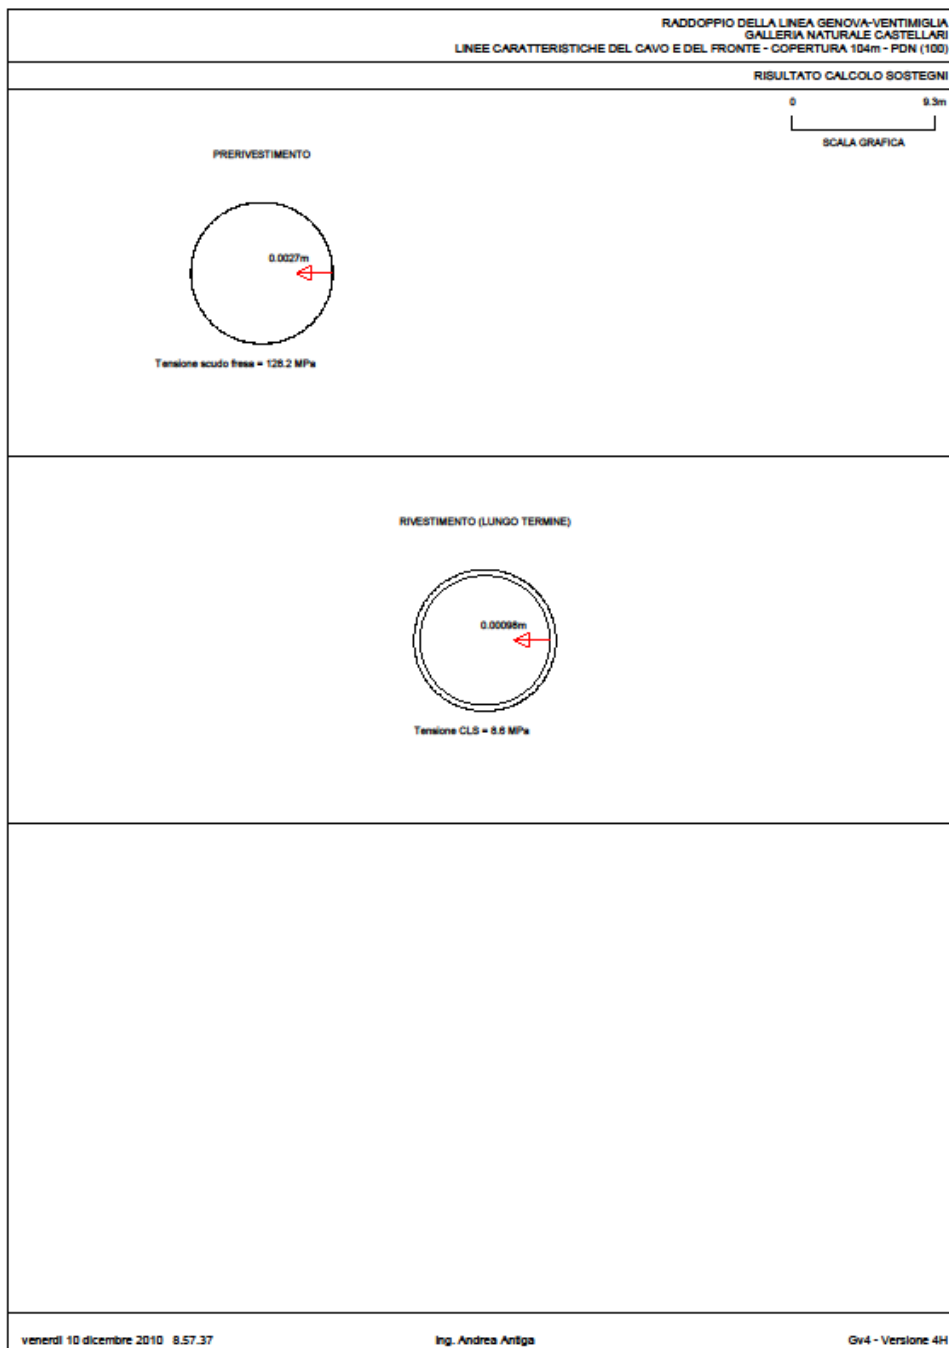 RADDOPPIO DELLA LINEA GENOVA-VENTIMIGLIA
GALLERIA NATURALE CASTELLARI
LINEE CARATTERISTICHE DEL CAVO E DEL FRONTE - COPERTURA 104m - PDN (100)
RISULTATO CALCOLO SOSTEGNI
0 9.3m
SCALA GRAFICA
PRERIVESTIMENTO
0.0027m
Tensione scudo fresa = 128.2 MPa
RIVESTIMENTO (LUNGO TERMINE)
0.00098m
Tensione CLS = 8.6 MPa
venerdì 10 dicembre 2010 8.57.37 Ing. Andrea Antiga Gv4 - Versione 4H